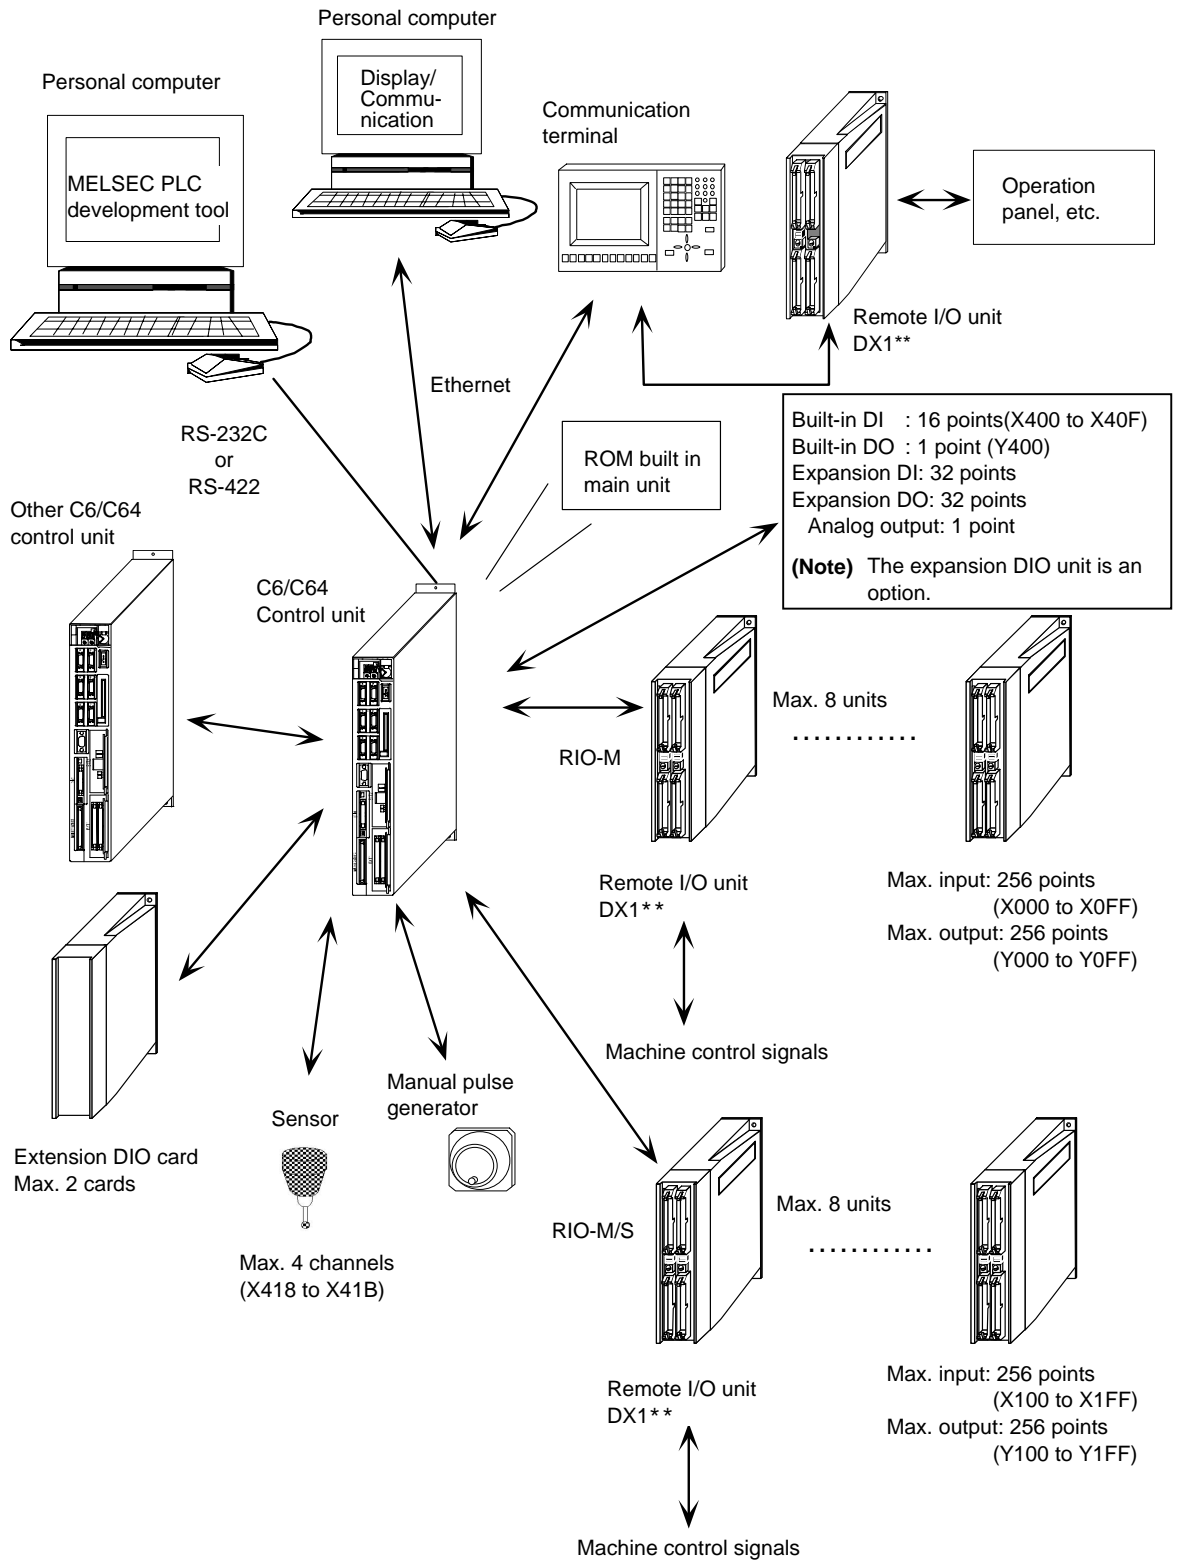 Personal computer
Personal computer
Display/
Commu-
nication
Communication
terminal
MELSEC PLC
development tool
Operation
panel, etc.
Remote I/O unit
DX1**
Ethernet
RS-232C
or
RS-422
ROM built in
main unit
Built-in DI : 16 points(X400 to X40F)
Built-in DO : 1 point (Y400)
Expansion DI: 32 points
Expansion DO: 32 points
Analog output: 1 point
(Note) The expansion DIO unit is an
option.
Other C6/C64
control unit
C6/C64
Control unit
Max. 8 units
RIO-M
Remote I/O unit
DX1**
Max. input: 256 points
(X000 to X0FF)
Max. output: 256 points
(Y000 to Y0FF)
Machine control signals
Manual pulse
generator
Sensor
Extension DIO card
Max. 2 cards
Max. 4 channels
(X418 to X41B)
Max. 8 units
RIO-M/S
Remote I/O unit
DX1**
Max. input: 256 points
(X100 to X1FF)
Max. output: 256 points
(Y100 to Y1FF)
Machine control signals